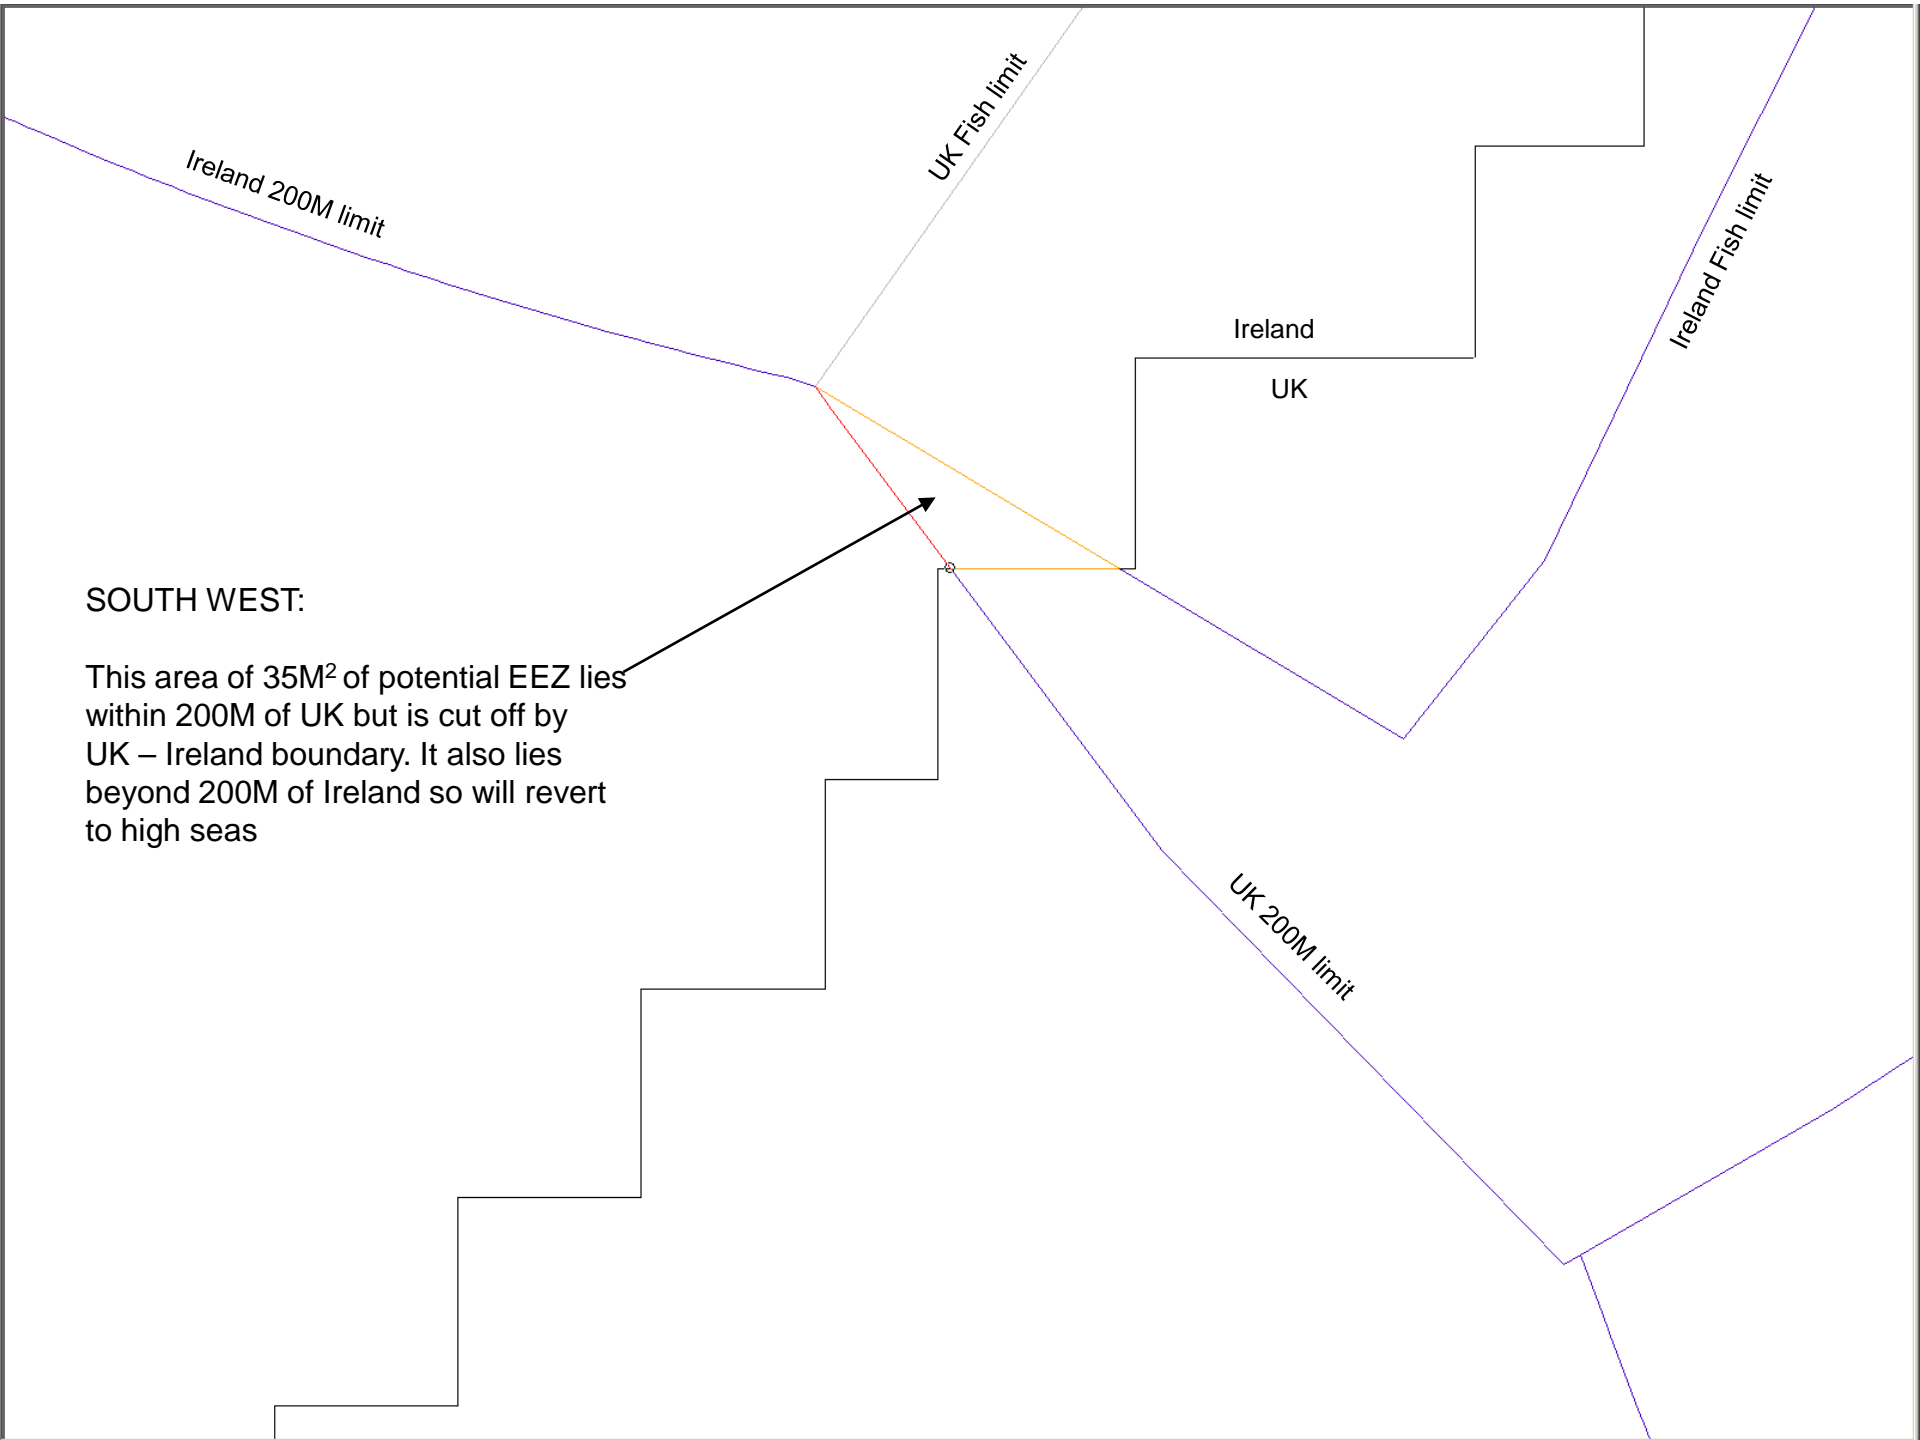 UK Fish limit
Ireland 200M limit
Ireland Fish limit
Ireland
UK
SOUTH WEST:
This area of 35M² of potential EEZ lies
within 200M of UK but is cut off by
UK – Ireland boundary. It also lies
beyond 200M of Ireland so will revert
to high seas
UK 200M limit